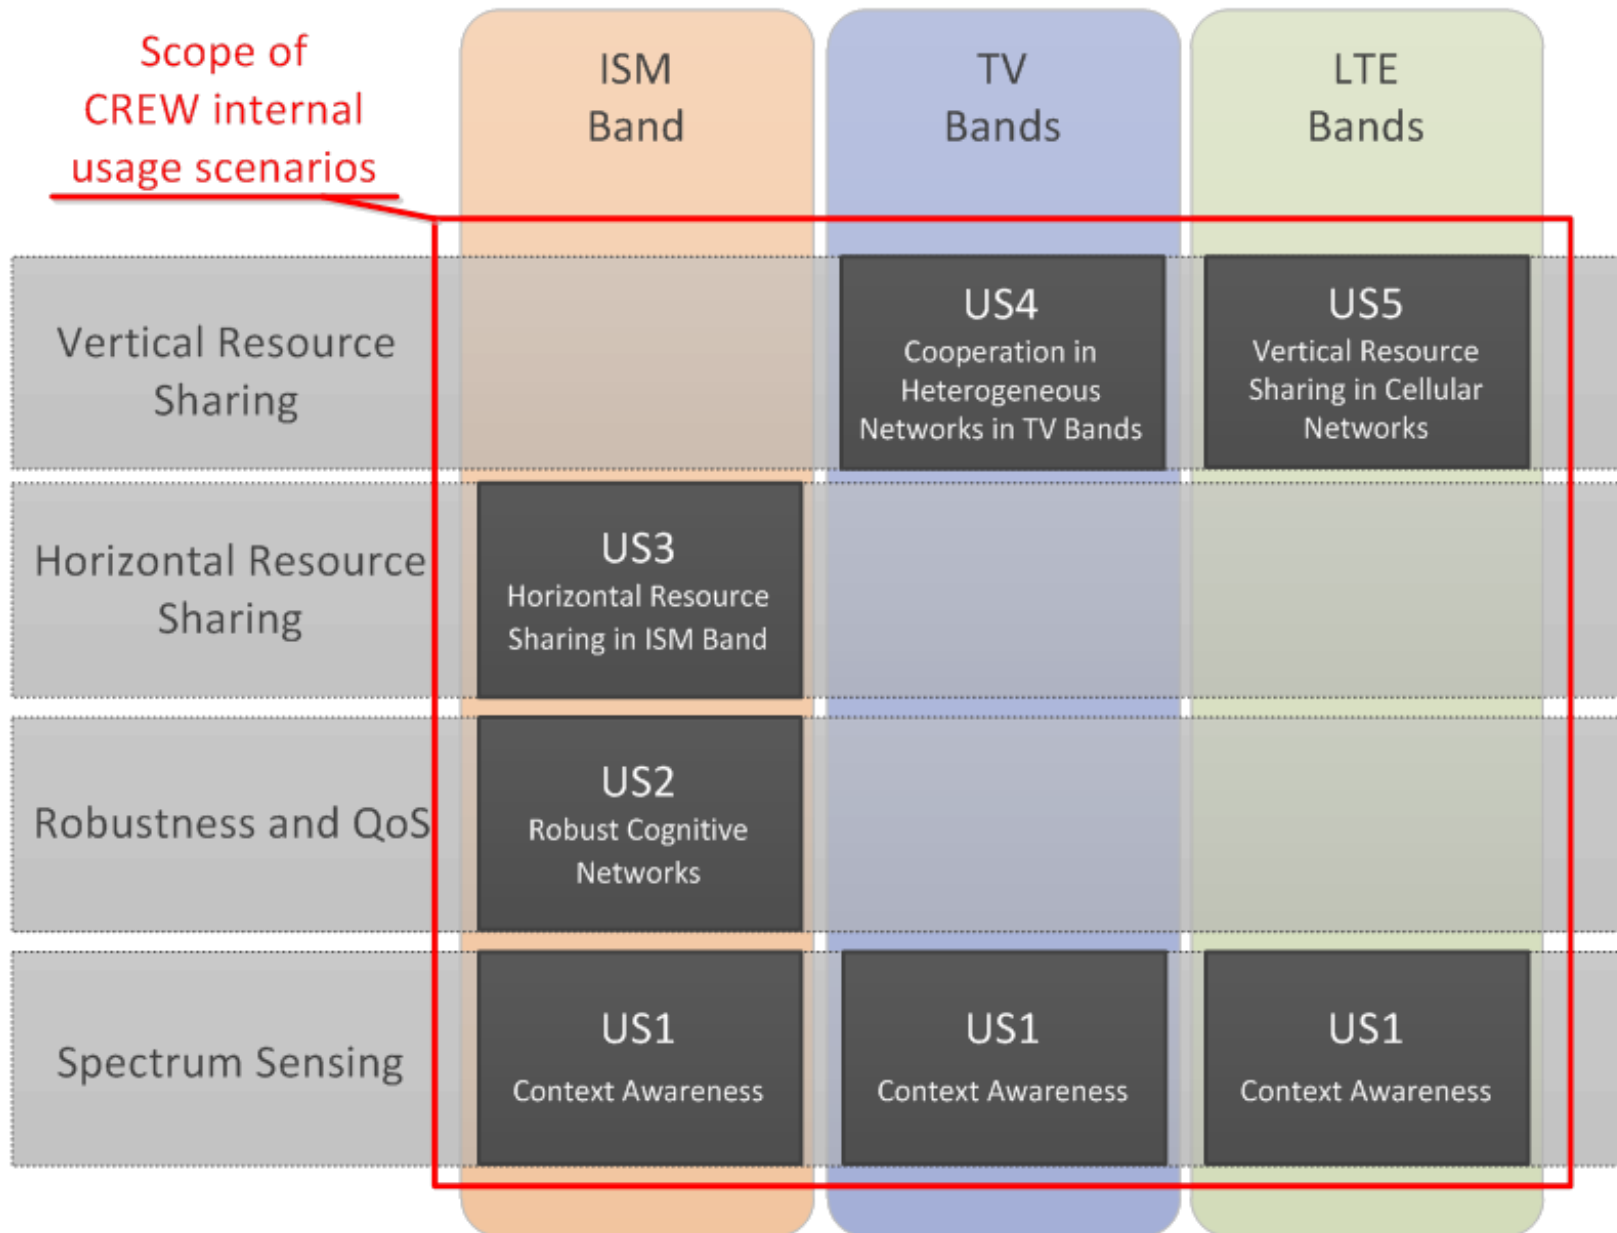 Scope of
CREW internal
usage scenarios
ISM
Band
TV
Bands
LTE
Bands
Vertical Resource
Sharing
US4
Cooperation in
Heterogeneous
Networks in TV Bands
US5
Vertical Resource
Sharing in Cellular
Networks
Horizontal Resource
Sharing
US3
Horizontal Resource
Sharing in ISM Band
Robustness and QoS
US2
Robust Cognitive
Networks
Spectrum Sensing
US1
Context Awareness
US1
Context Awareness
US1
Context Awareness